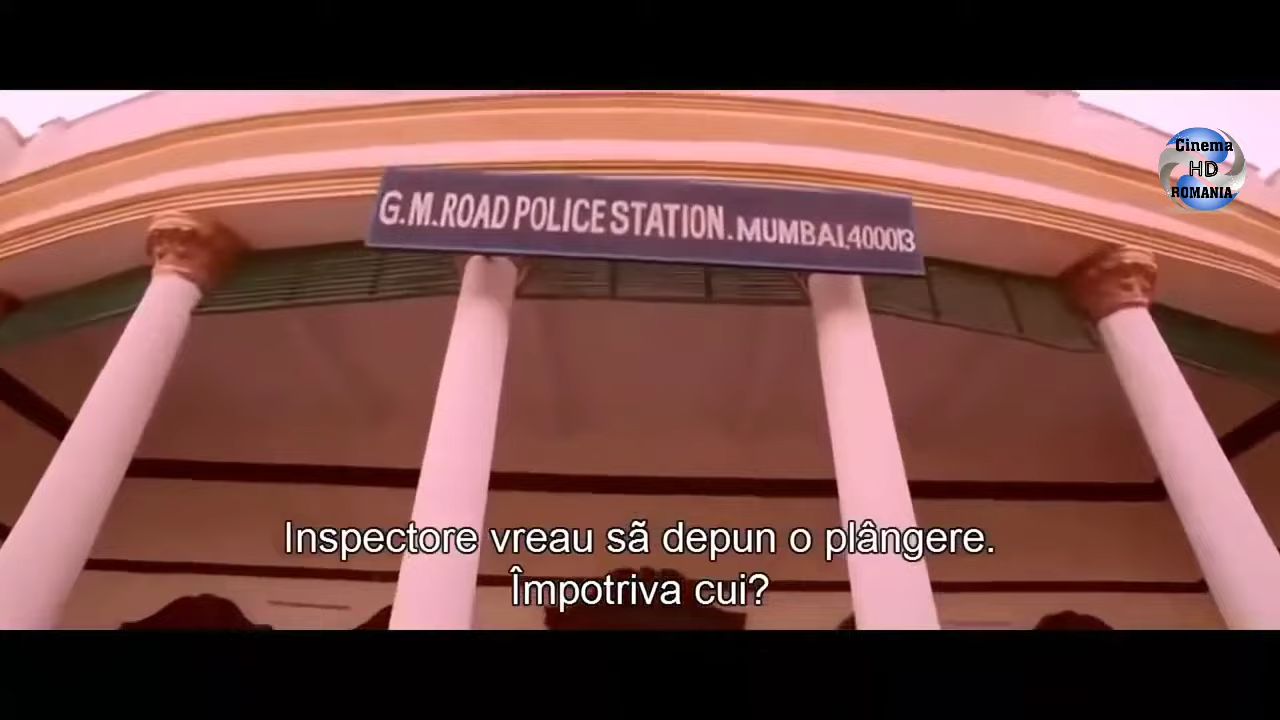 Cinema
HD
ROMANIA
G.M.ROAD POLICE STATION. MUMBAI.400013
Inspectore vreau sã depun o plângere.
Împotriva cui?